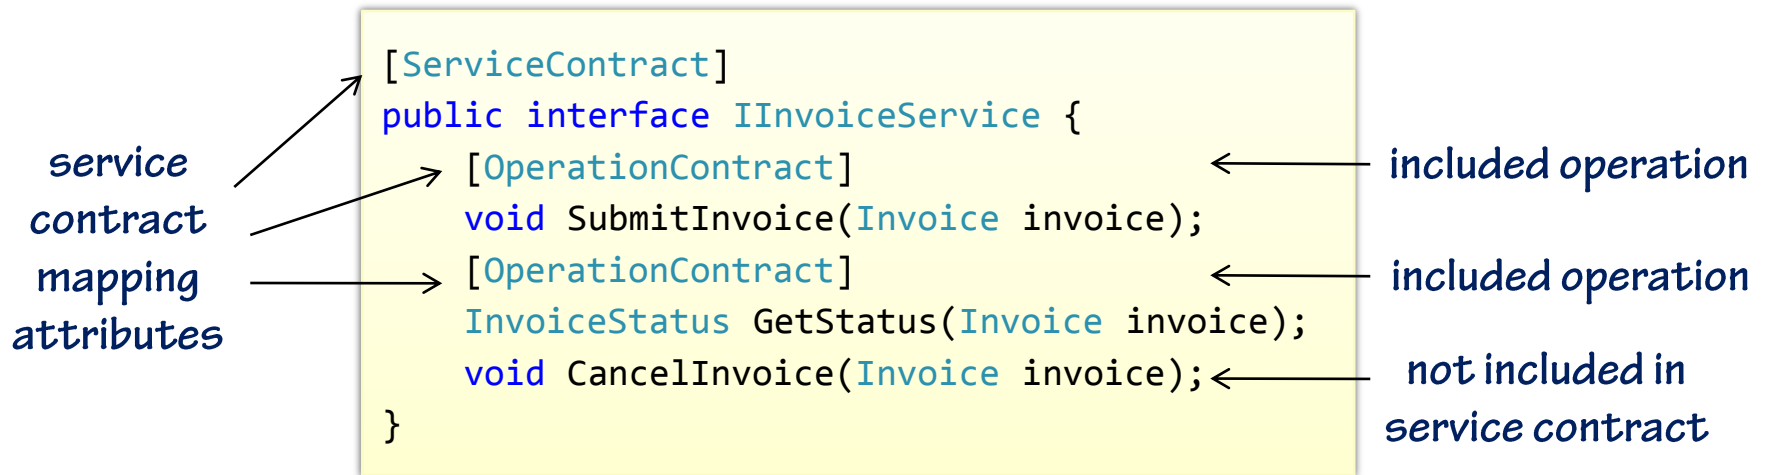 service
contract
mapping
attributes
[ServiceContract]
public interface IInvoiceService {
[OperationContract]
void SubmitInvoice(Invoice invoice);
[OperationContract]
InvoiceStatus GetStatus(Invoice invoice);
void CancelInvoice(Invoice invoice);
}
included operation
included operation
not included in
service contract